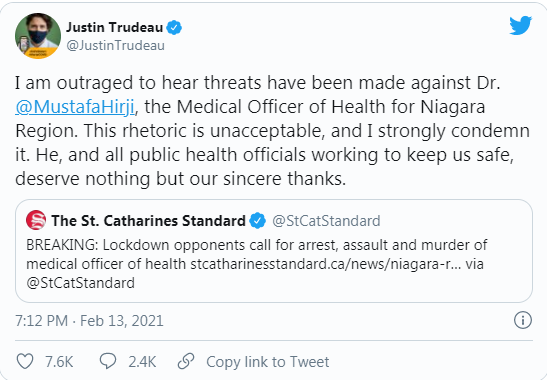 Justin Trudeau
@JustinTrudeau
I am outraged to hear threats have been made against Dr.
@MustafaHirji, the Medical Officer of Health for Niagara
Region. This rhetoric is unacceptable, and I strongly condemn
it. He, and all public health officials working to keep us safe,
deserve nothing but our sincere thanks.
The St. Catharines Standard @StCatStandard
BREAKING: Lockdown opponents call for arrest, assault and murder of
medical officer of health stcatharinesstandard.ca/news/niagara-r... via
@StCatStandard
7:12 PM · Feb 13, 2021
7.6K 2.4K Copy link to Tweet